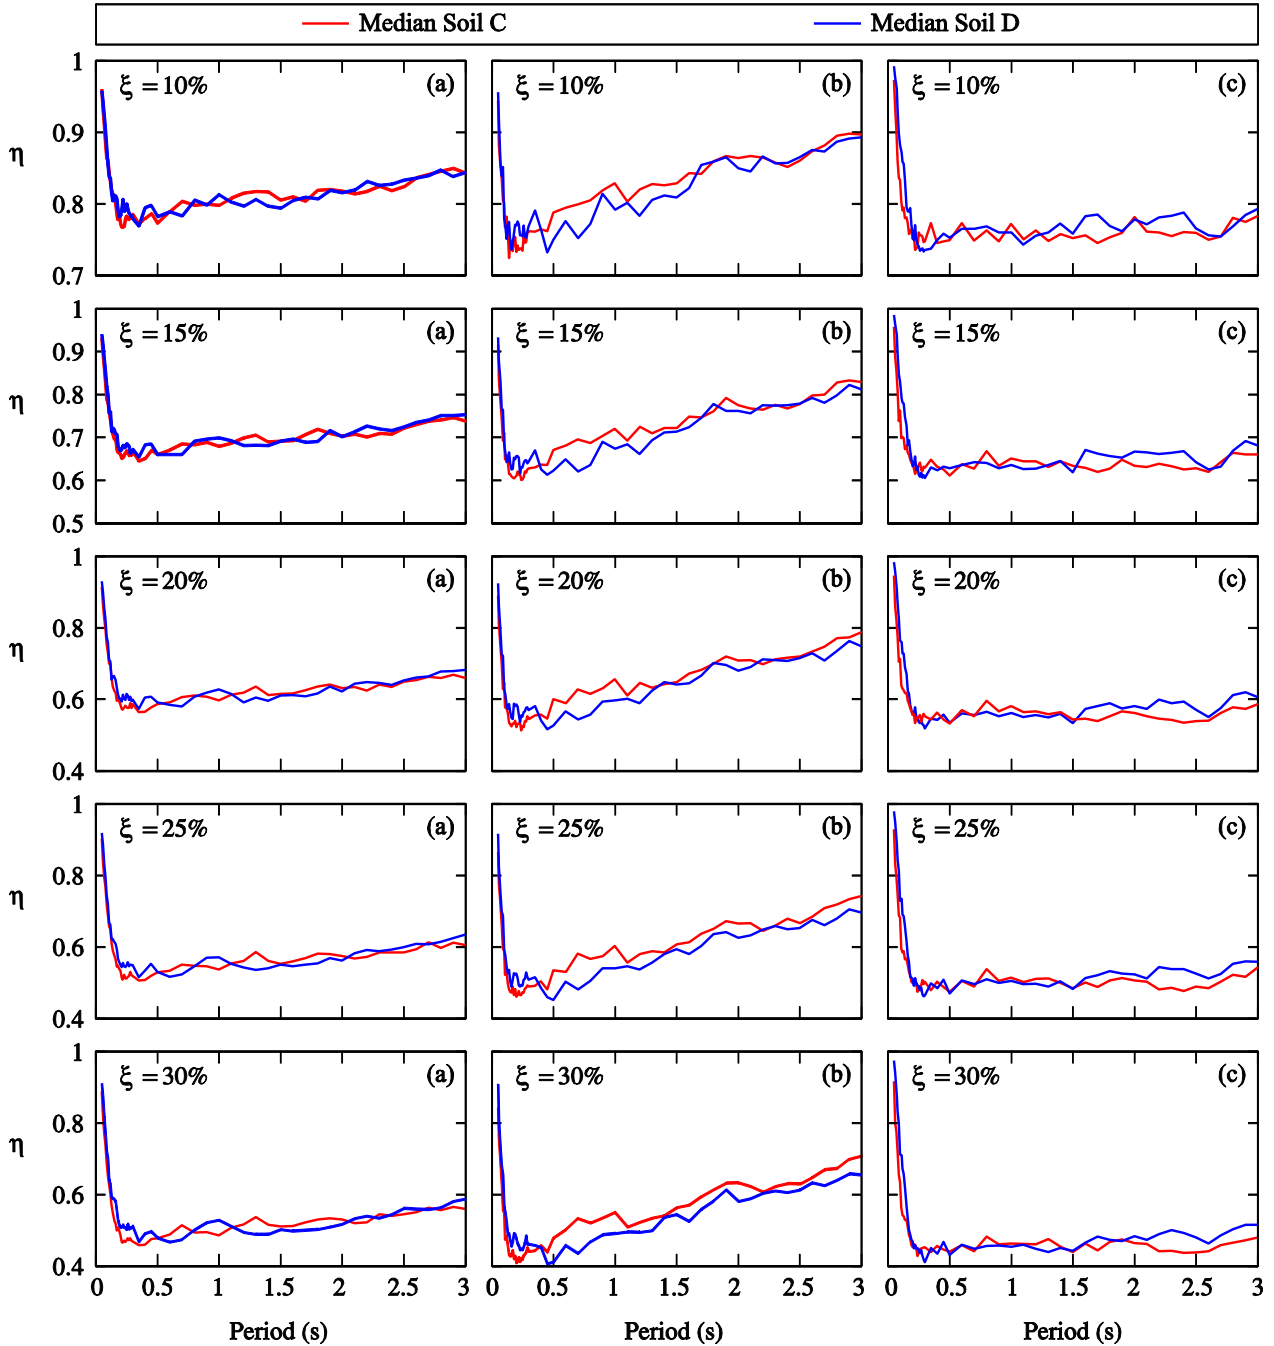 Median Soil C Median Soil D
1 ξ = 10% (a) ξ = 10% (b) ξ = 10% (c)
0.9
η
0.8
0.7
1 ξ = 15% (a) ξ = 15% (b) ξ = 15% (c)
0.9
0.8
η
0.7
0.6
0.5
1 ξ = 20% (a) ξ = 20% (b) ξ = 20% (c)
0.8
η
0.6
0.4
1 ξ = 25% (a) ξ = 25% (b) ξ = 25% (c)
0.8
η
0.6
0.4
1 ξ = 30% (a) ξ = 30% (b) ξ = 30% (c)
0.8
η
0.6
0.4
0 0.5 1 1.5 2 2.5 3 0 0.5 1 1.5 2 2.5 3 0 0.5 1 1.5 2 2.5 3
Period (s) Period (s) Period (s)